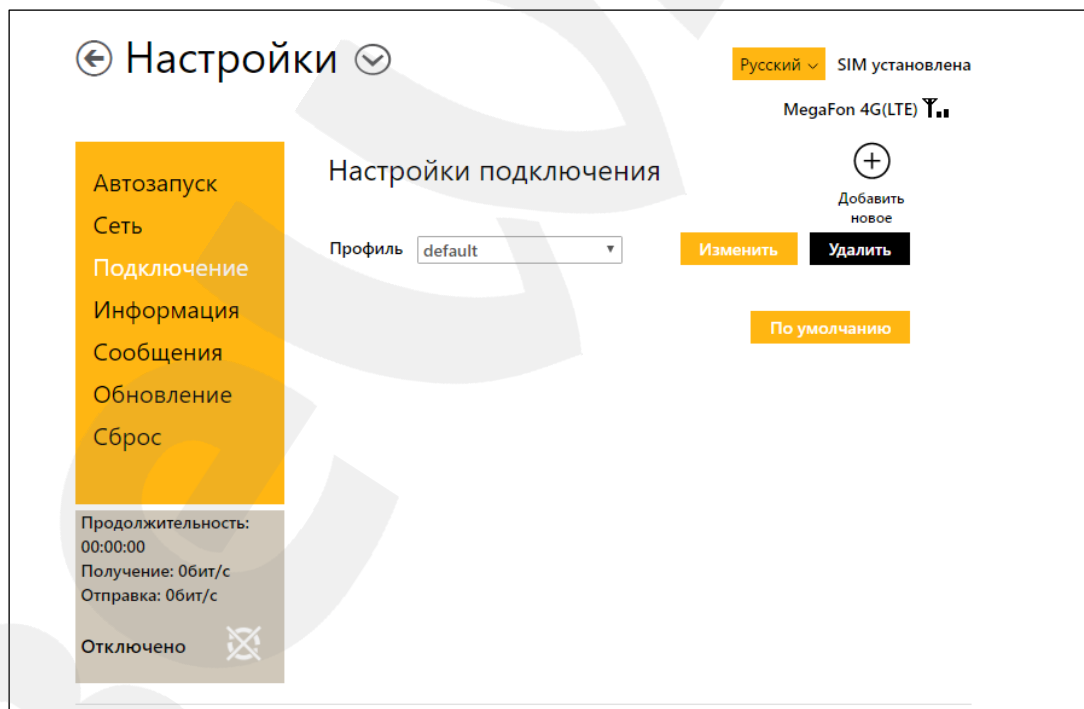 Настройки
Русский
SIM установлена
MegaFon 4G(LTE)
Автозапуск
Сеть
Подключение
Информация
Сообщения
Обновление
Сброс
Настройки подключения
Добавить
новое
Профиль
default
Изменить
Удалить
По умолчанию
Продолжительность:
00:00:00
Получение: 0бит/с
Отправка: 0бит/с
Отключено